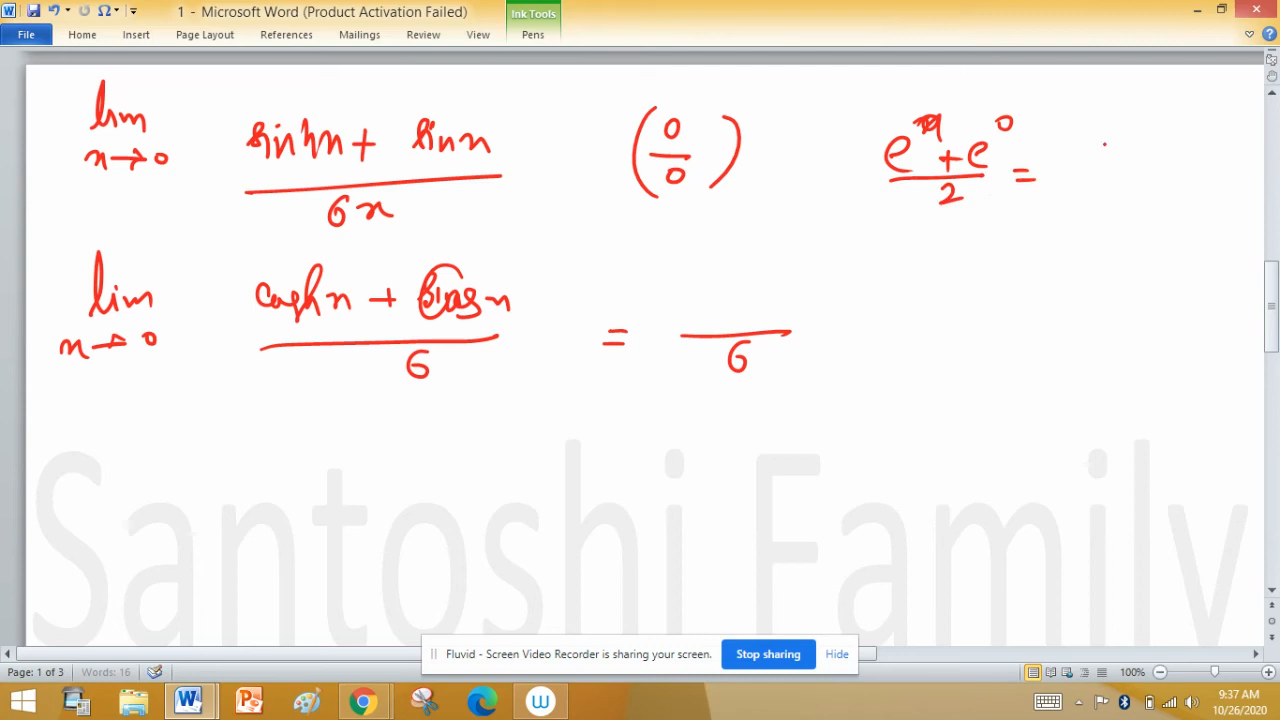 1 - Microsoft Word (Product Activation Failed)
Ink Tools
File Home Insert Page Layout References Mailings Review View Pens
lim x→0 (sinhx + sinx) / 6x (0/0) (e^0 + e^0) / 2 =
lim x→0 (coshx + cosx) / 6 = / 6
Santoshi Family
Fluvid - Screen Video Recorder is sharing your screen. Stop sharing Hide
Page: 1 of 3 Words: 16 100%
9:37 AM
10/26/2020